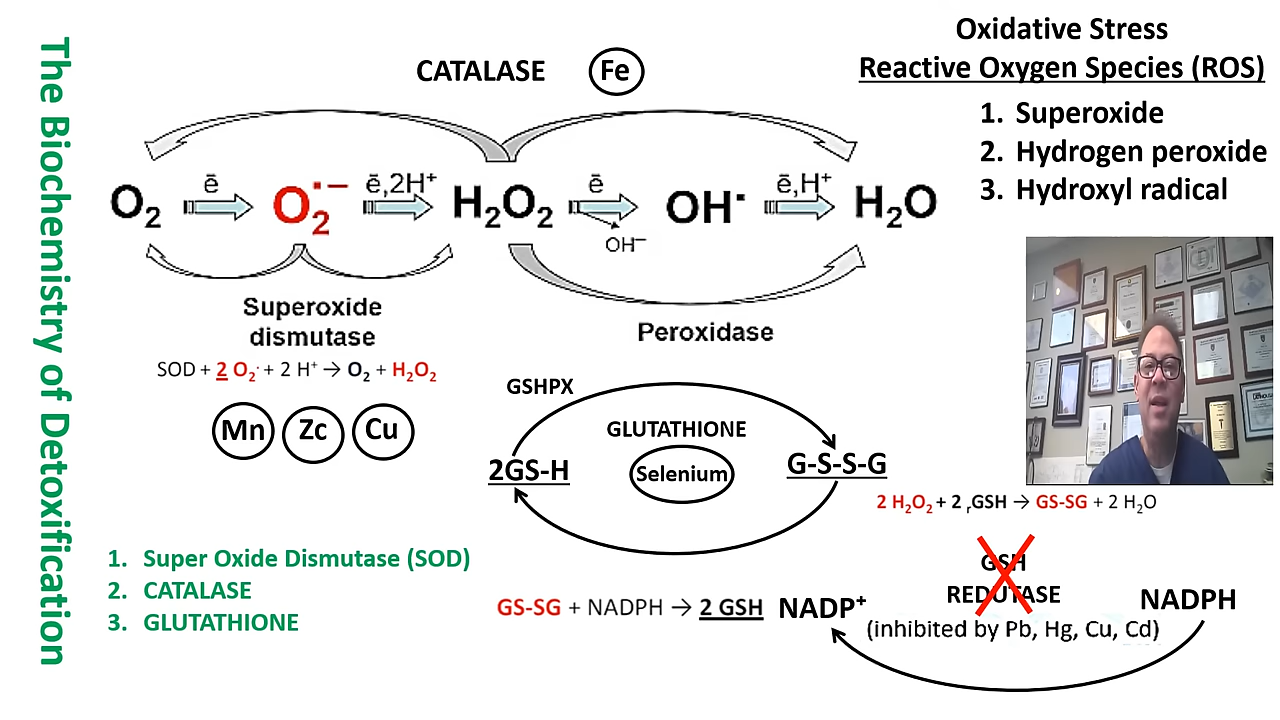 The Biochemistry of Detoxification
Oxidative Stress
Reactive Oxygen Species (ROS)
1. Superoxide
2. Hydrogen peroxide
3. Hydroxyl radical
CATALASE Fe
ē ē,2H⁺ ē ē,H⁺
O₂ O₂˙⁻ H₂O₂ OH˙ H₂O
OH⁻
Superoxide
dismutase
Peroxidase
SOD + 2 O₂˙ + 2 H⁺ → O₂ + H₂O₂
Mn Zc Cu
GSHPX
GLUTATHIONE
2GS-H Selenium G-S-S-G
2 H₂O₂ + 2 ᵣGSH → GS-SG + 2 H₂O
1. Super Oxide Dismutase (SOD)
2. CATALASE
3. GLUTATHIONE
GS-SG + NADPH → 2 GSH
NADP⁺
GSH
REDUTASE
(inhibited by Pb, Hg, Cu, Cd)
NADPH